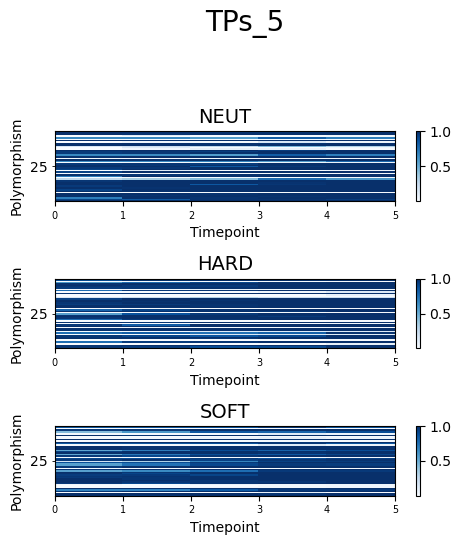 TPs_5
NEUT
Polymorphism
25
1.0
0.5
0 1 2 3 4 5
Timepoint
HARD
Polymorphism
25
1.0
0.5
0 1 2 3 4 5
Timepoint
SOFT
Polymorphism
25
1.0
0.5
0 1 2 3 4 5
Timepoint